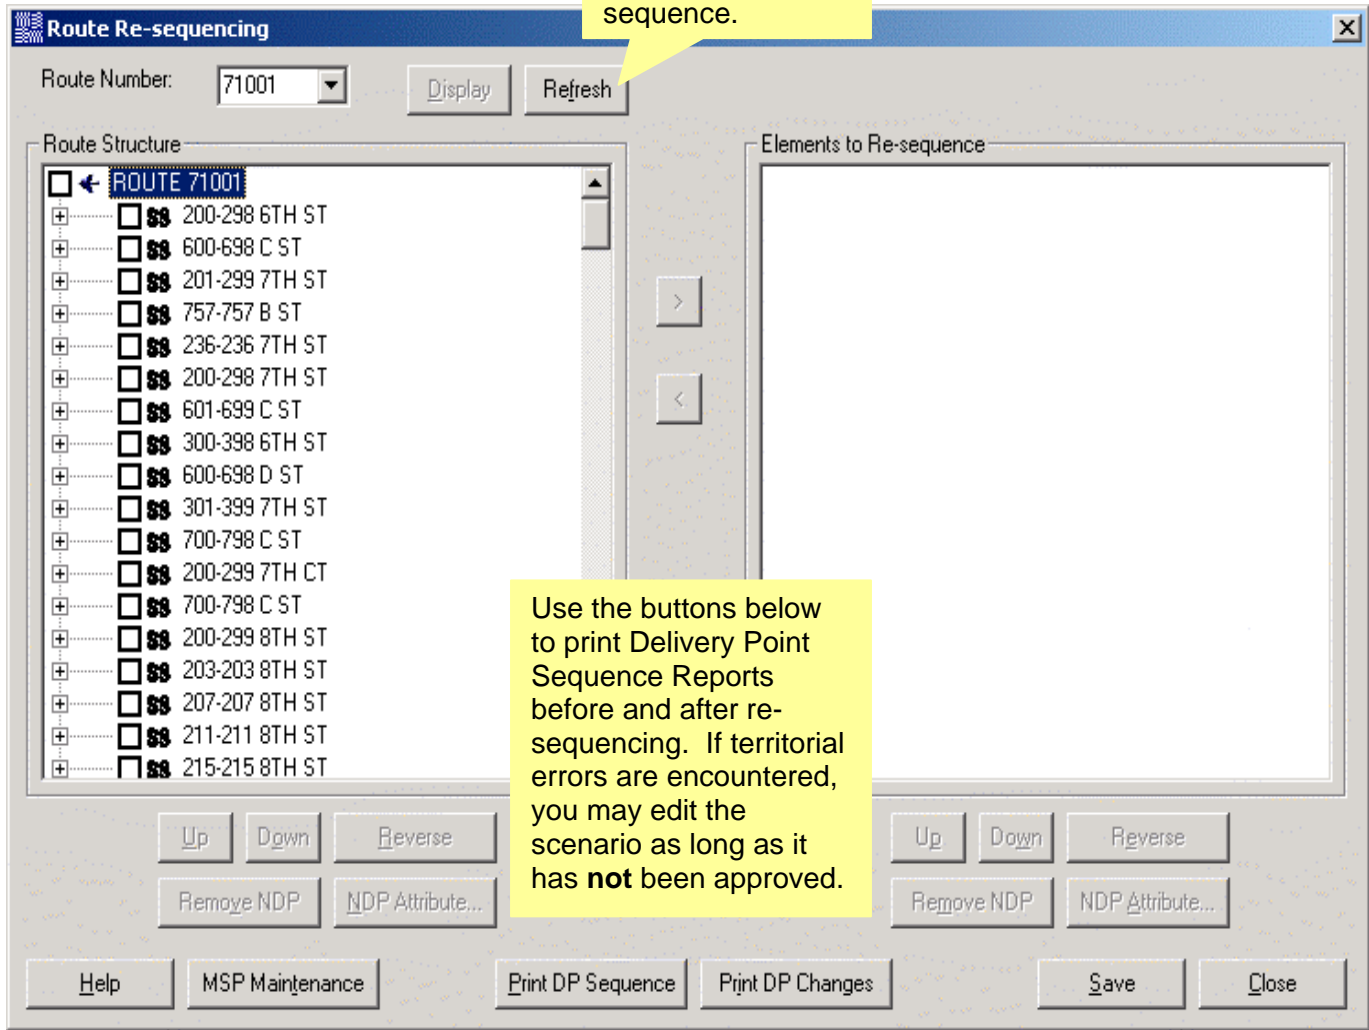 sequence.
Route Re-sequencing
Route Number:
71001
Display
Refresh
Route Structure
ROUTE 71001
200-298 6TH ST
600-698 C ST
201-299 7TH ST
757-757 B ST
236-236 7TH ST
200-298 7TH ST
601-699 C ST
300-398 6TH ST
600-698 D ST
301-399 7TH ST
700-798 C ST
200-299 7TH CT
700-798 C ST
200-299 8TH ST
203-203 8TH ST
207-207 8TH ST
211-211 8TH ST
215-215 8TH ST
>
<
Elements to Re-sequence
Use the buttons below
to print Delivery Point
Sequence Reports
before and after re-
sequencing. If territorial
errors are encountered,
you may edit the
scenario as long as it
has not been approved.
Up Down Reverse
Remove NDP NDP Attribute...
Up Down Reverse
Remove NDP NDP Attribute...
Help MSP Maintenance Print DP Sequence Print DP Changes Save Close